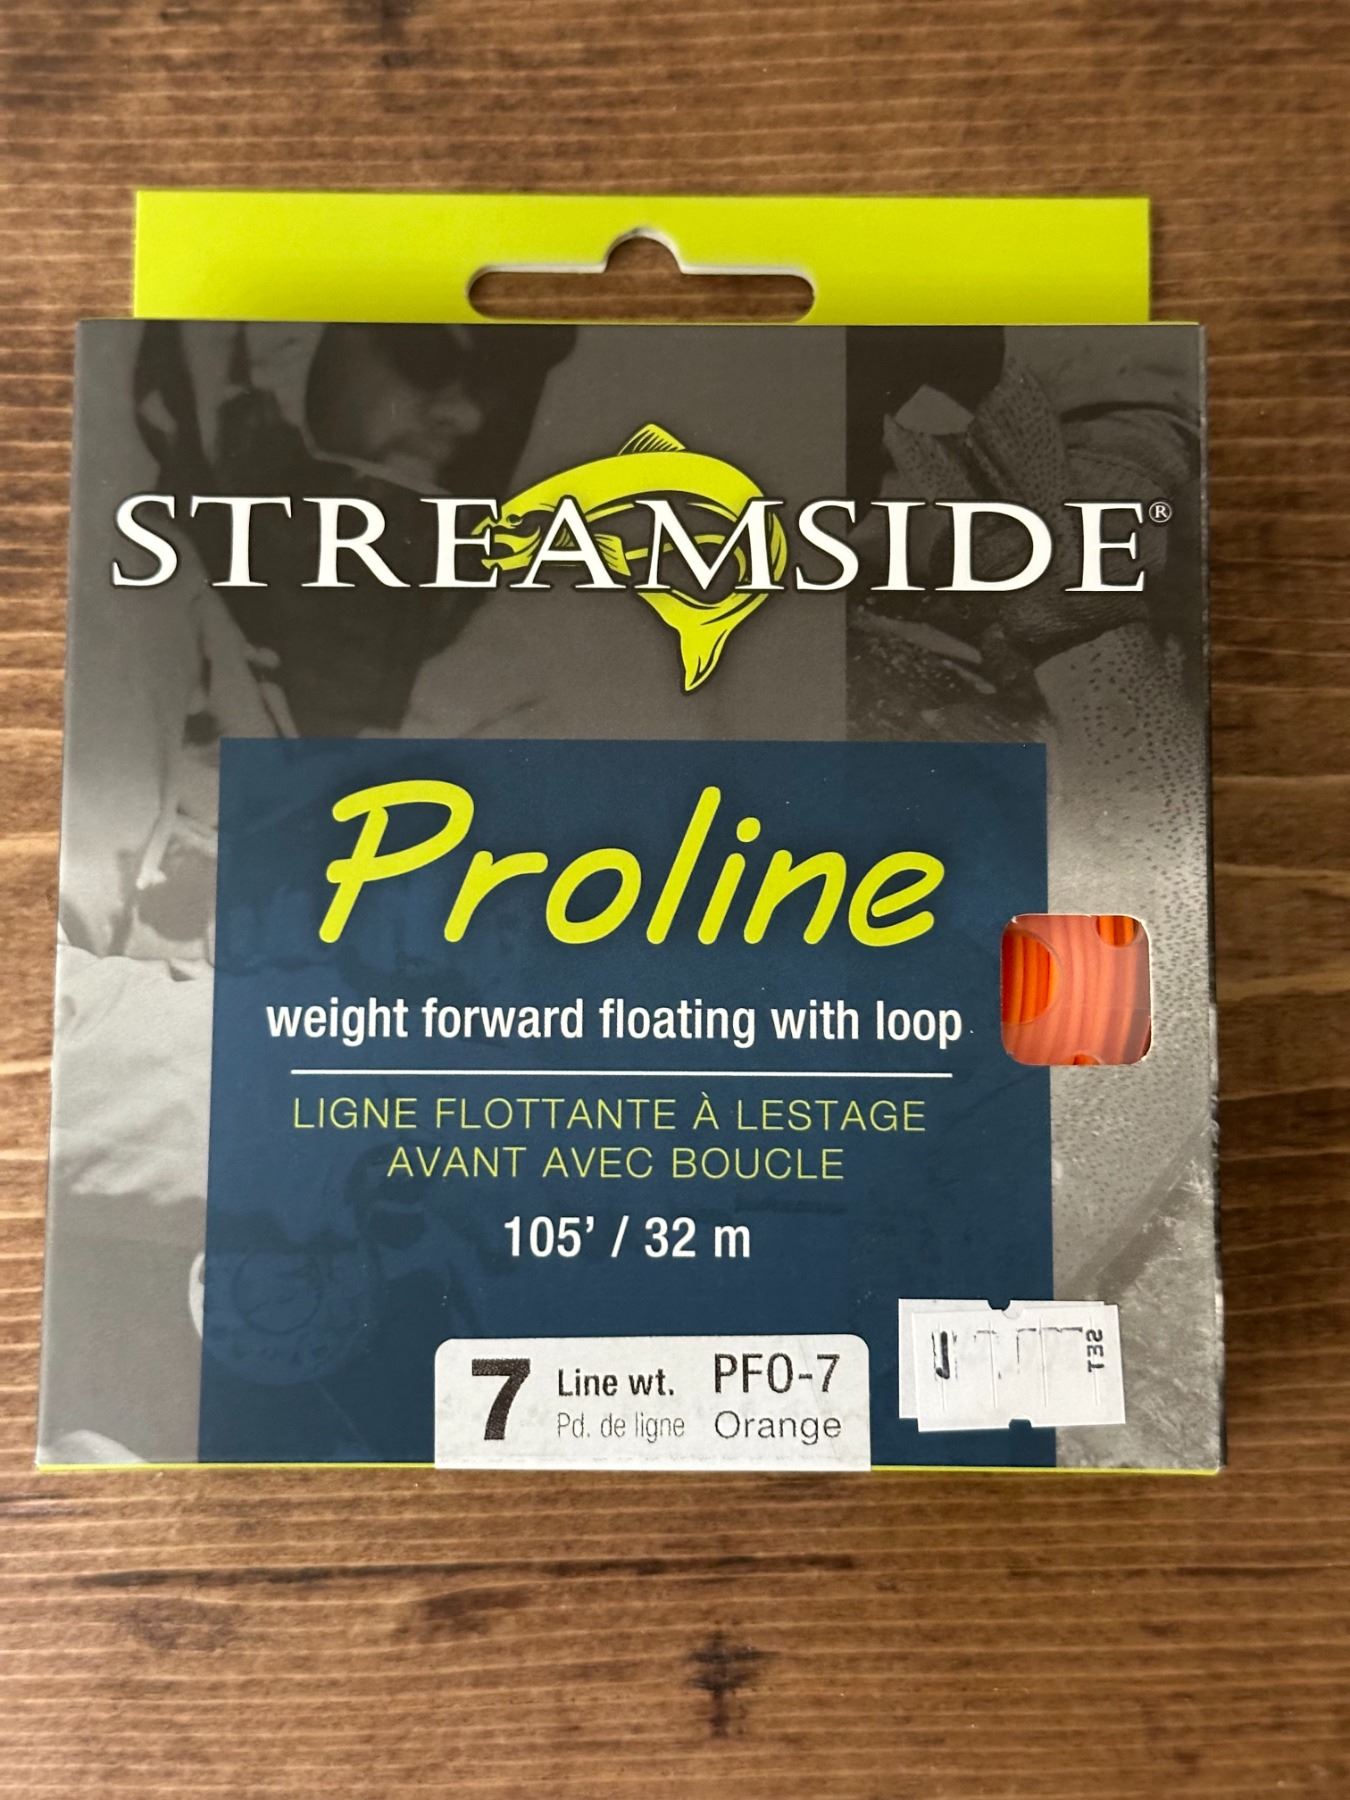 STREAMSIDE®
Proline
weight forward floating with loop
LIGNE FLOTTANTE À LESTAGE
AVANT AVEC BOUCLE
105' / 32 m
7 Line wt. PFO-7
Pd. de ligne Orange